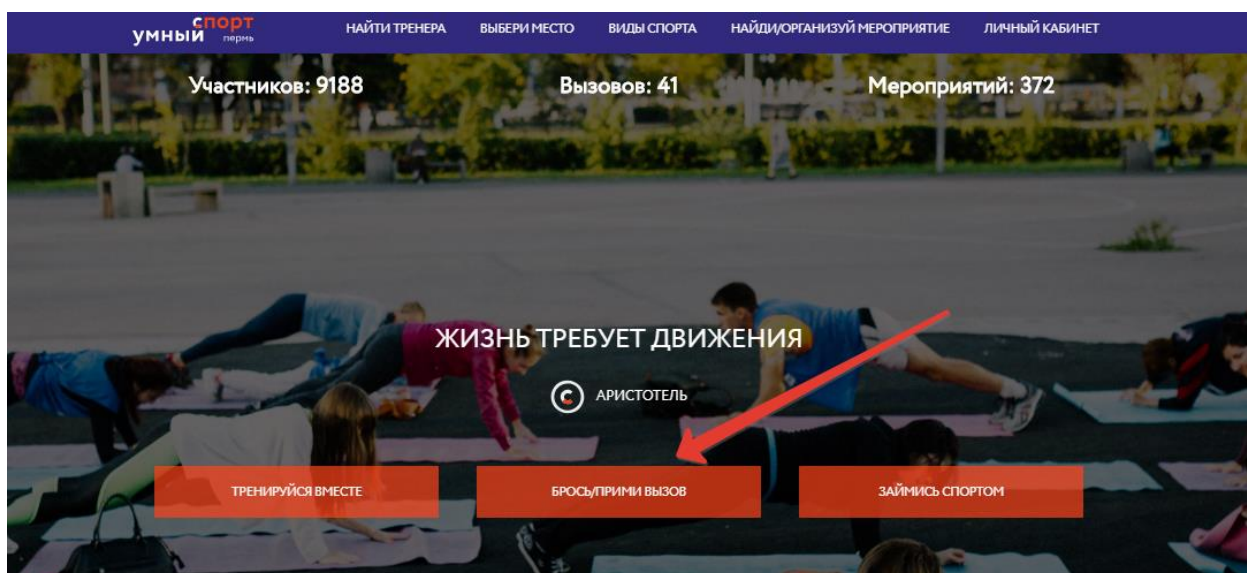 умный спорт пермь
НАЙТИ ТРЕНЕРА ВЫБЕРИ МЕСТО ВИДЫ СПОРТА НАЙДИ/ОРГАНИЗУЙ МЕРОПРИЯТИЕ ЛИЧНЫЙ КАБИНЕТ
Участников: 9188 Вызовов: 41 Мероприятий: 372
ЖИЗНЬ ТРЕБУЕТ ДВИЖЕНИЯ
С АРИСТОТЕЛЬ
ТРЕНИРУЙСЯ ВМЕСТЕ БРОСЬ/ПРИМИ ВЫЗОВ ЗАЙМИСЬ СПОРТОМ